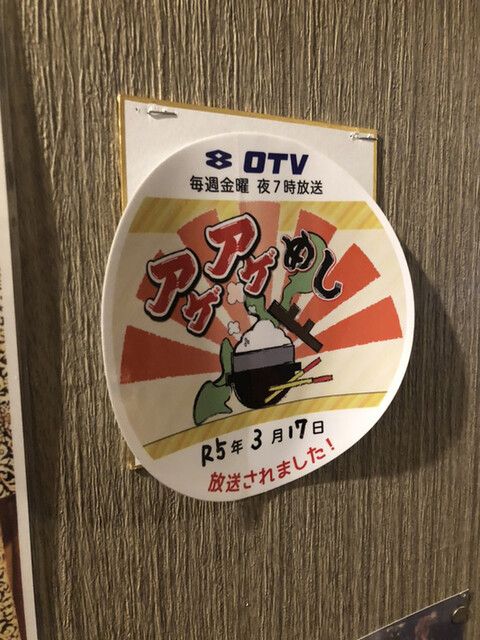 OTV
毎週金曜 夜7時放送
アゲアゲめし
R5年3月17日
放送されました!